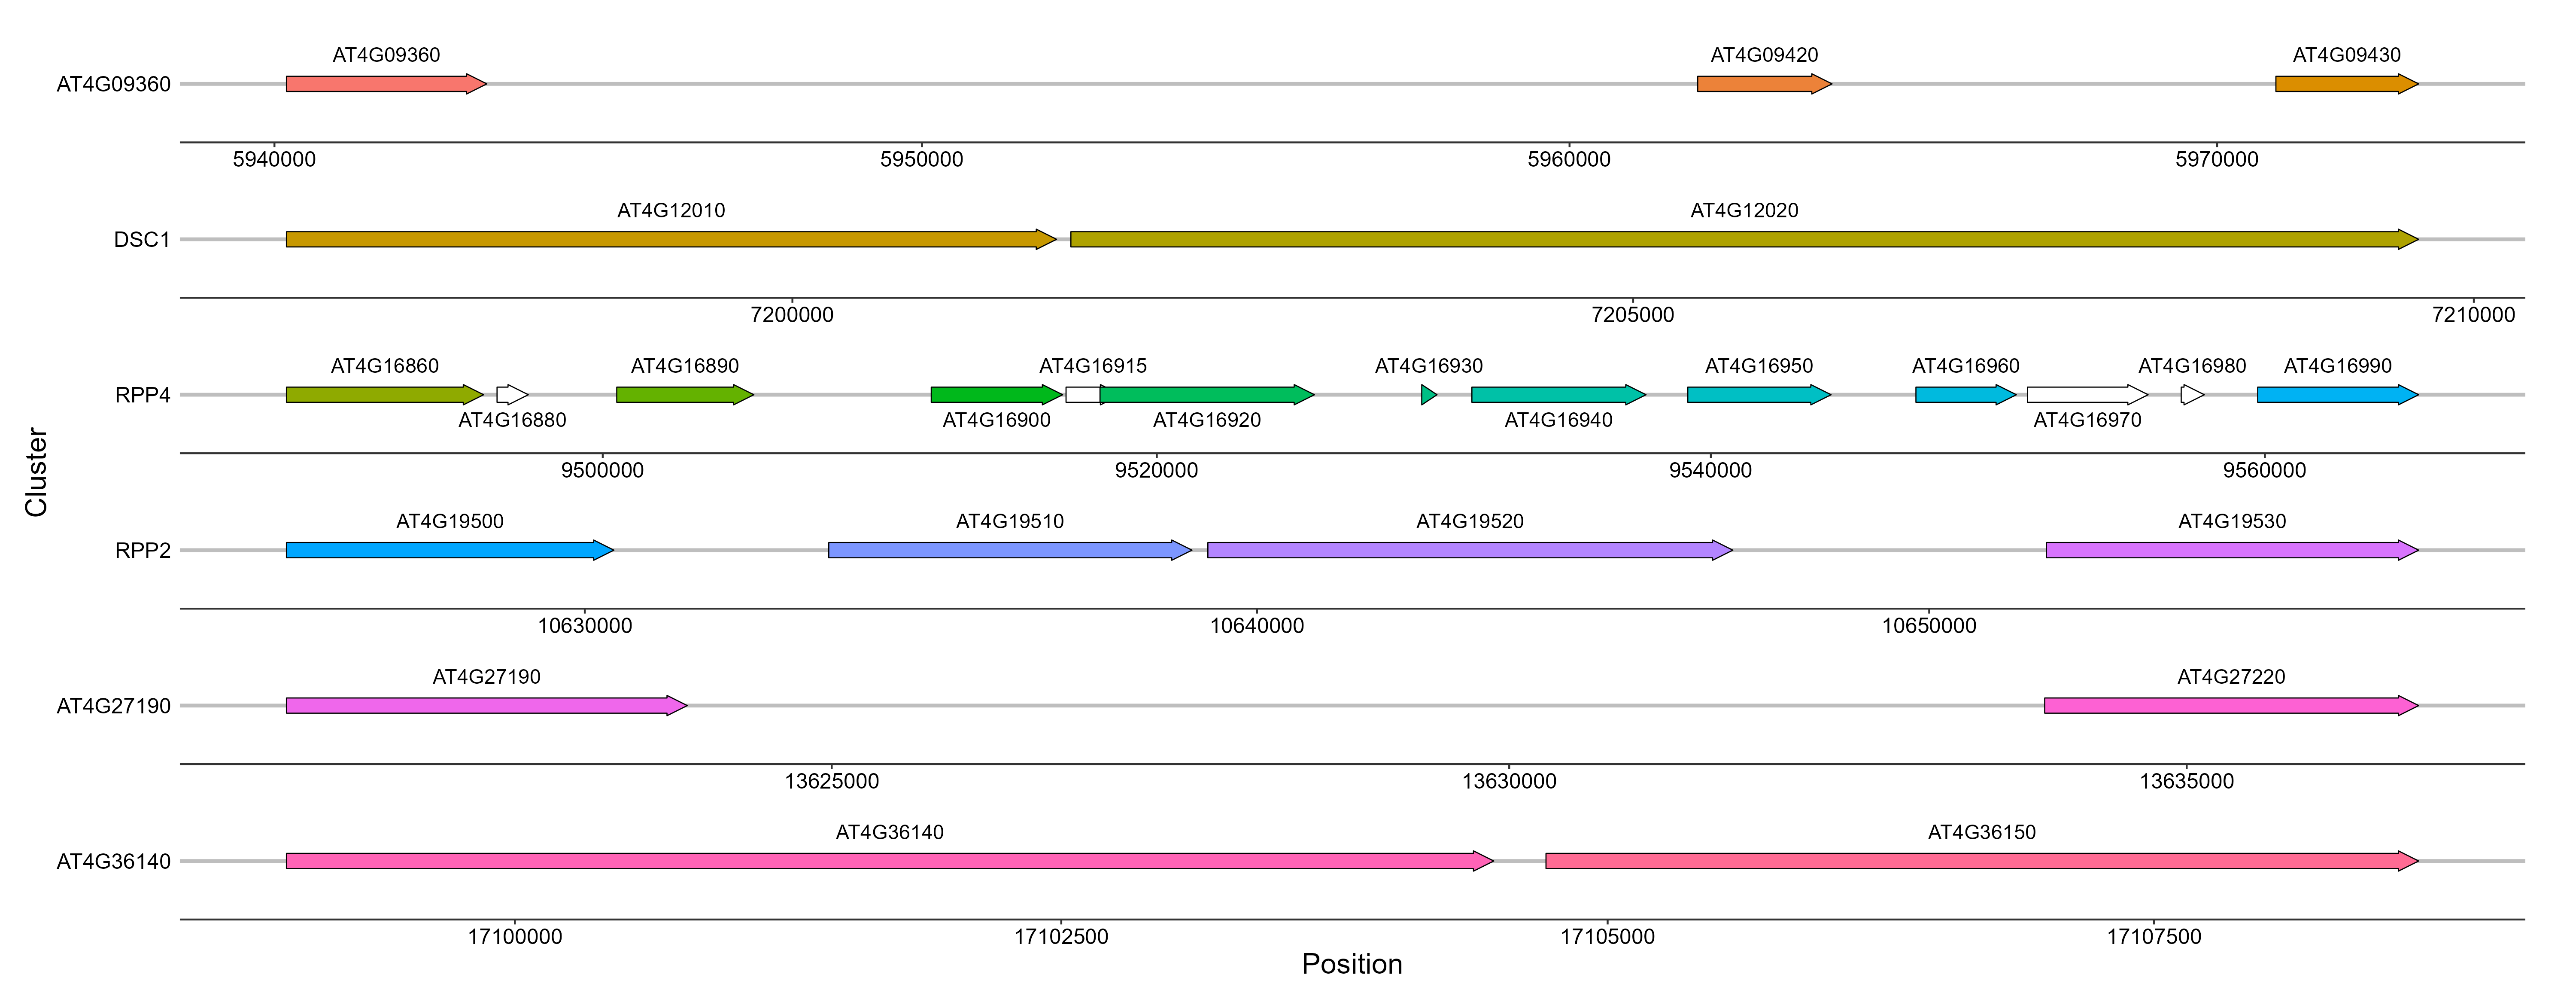 AT4G09360 AT4G09420 AT4G09430
AT4G09360
5940000 5950000 5960000 5970000
AT4G12010 AT4G12020
DSC1
7200000 7205000 7210000
AT4G16860 AT4G16890 AT4G16915 AT4G16930 AT4G16950 AT4G16960 AT4G16980 AT4G16990
RPP4
AT4G16880 AT4G16900 AT4G16920 AT4G16940 AT4G16970
9500000 9520000 9540000 9560000
Cluster
AT4G19500 AT4G19510 AT4G19520 AT4G19530
RPP2
10630000 10640000 10650000
AT4G27190 AT4G27220
AT4G27190
13625000 13630000 13635000
AT4G36140 AT4G36150
AT4G36140
17100000 17102500 17105000 17107500
Position